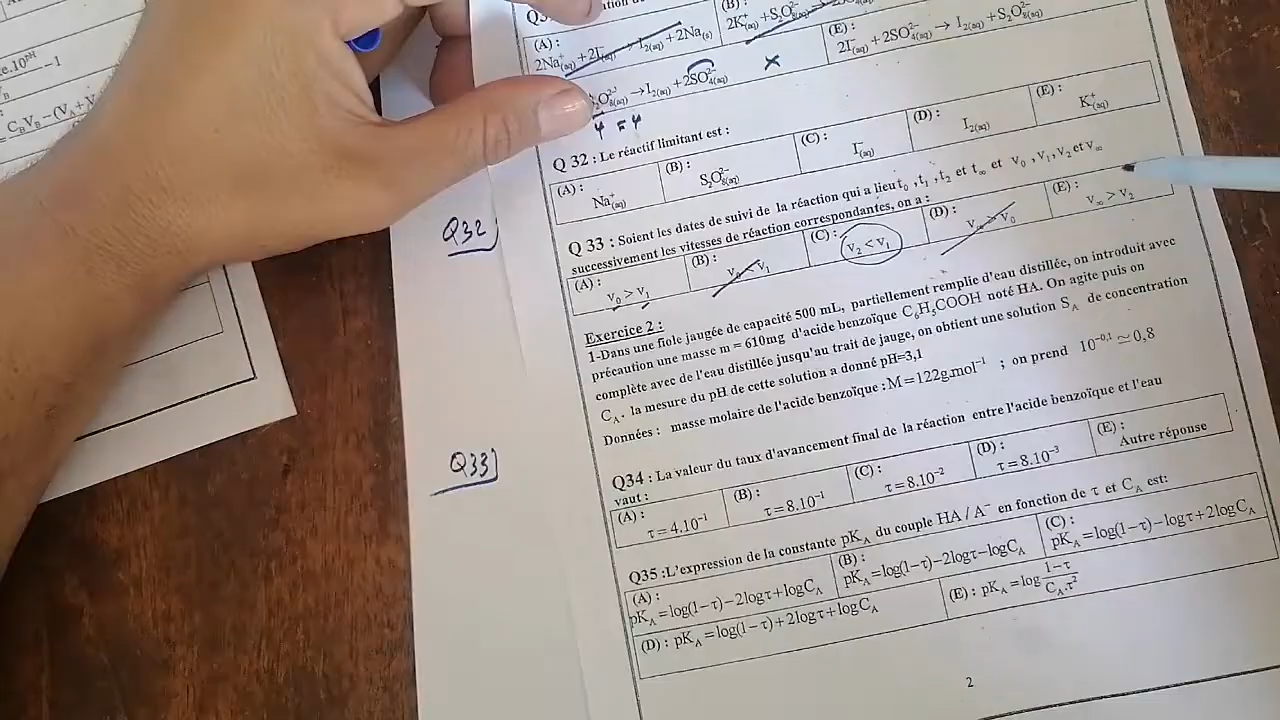 e.10^pH
−1
C_B V_B − (V_A + V
(A) :
2Na⁺(aq) + 2I⁻(aq) → I₂(aq) + 2Na(s)
(B) :
2K⁺(aq) + S₂O₈²⁻(aq) →
(E) :
2I⁻(aq) + 2SO₄²⁻(aq) → I₂(aq) + S₂O₈²⁻(aq)
S₂O₈²⁻(aq) → I₂(aq) + 2SO₄²⁻(aq)
Q 32 : Le réactif limitant est :
(A) : Na⁺(aq)
(B) : S₂O₈²⁻(aq)
(C) : I⁻(aq)
(D) : I₂(aq)
(E) : K⁺(aq)
Q32
Q 33 : Soient les dates de suivi de la réaction qui a lieu t₀ , t₁ , t₂ et t∞ et v₀ , v₁ , v₂ et v∞
successivement les vitesses de réaction correspondantes, on a :
(A) : v₀ > v₁
(B) : v₀ < v₁
(C) : v₂ < v₁
(D) : v∞ > v₀
(E) : v∞ > v₂
Exercice 2 :
1-Dans une fiole jaugée de capacité 500 mL, partiellement remplie d'eau distillée, on introduit avec
précaution une masse m = 610mg d'acide benzoïque C₆H₅COOH noté HA. On agite puis on
complète avec de l'eau distillée jusqu'au trait de jauge, on obtient une solution S_A de concentration
C_A. la mesure du pH de cette solution a donné pH=3,1
Données : masse molaire de l'acide benzoïque : M = 122g.mol⁻¹ ; on prend 10⁻⁰·¹ ≃ 0,8
Q33
Q34 : La valeur du taux d'avancement final de la réaction entre l'acide benzoïque et l'eau
vaut :
(A) : τ = 4.10⁻¹
(B) : τ = 8.10⁻¹
(C) : τ = 8.10⁻²
(D) : τ = 8.10⁻³
(E) : Autre réponse
Q35 :L'expression de la constante pK_A du couple HA / A⁻ en fonction de τ et C_A est:
(A) : pK_A = log(1−τ) − 2logτ + logC_A
(B) : pK_A = log(1−τ) − 2logτ − logC_A
(C) : pK_A = log(1−τ) − logτ + 2logC_A
(D) : pK_A = log(1−τ) + 2logτ + logC_A
(E) : pK_A = log (1−τ)/(C_A.τ²)
2